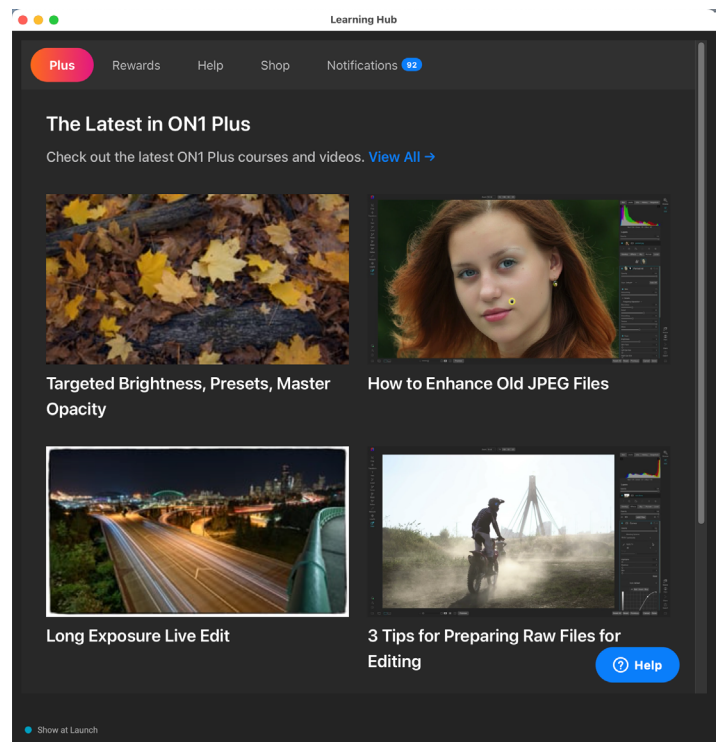 Learning Hub
Plus Rewards Help Shop Notifications 92
The Latest in ON1 Plus
Check out the latest ON1 Plus courses and videos. View All →
Targeted Brightness, Presets, Master
Opacity
How to Enhance Old JPEG Files
Long Exposure Live Edit
3 Tips for Preparing Raw Files for
Editing
? Help
Show at Launch